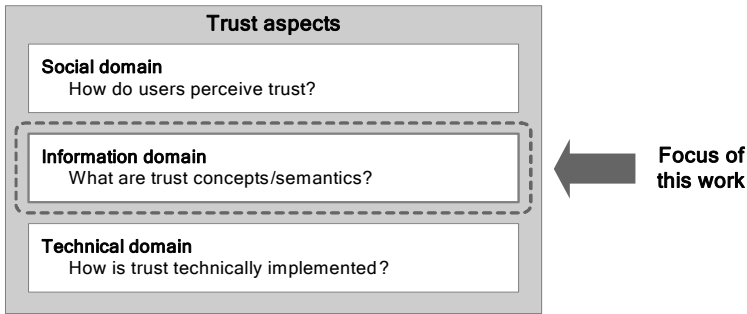 Trust aspects
Social domain
How do users perceive trust?
Information domain
What are trust concepts/semantics?
Technical domain
How is trust technically implemented?
Focus of
this work